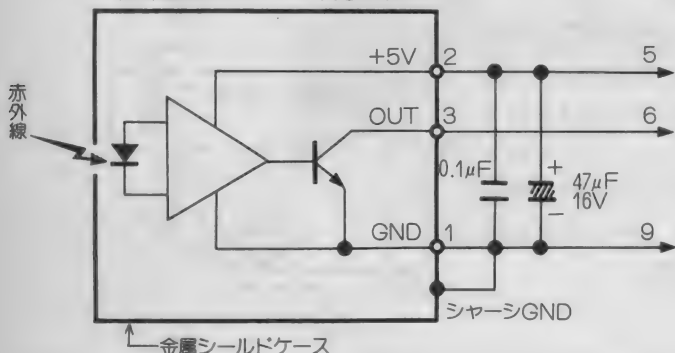 +5V 2 5
赤外線
OUT 3 6
0.1μF
+
47μF
16V
−
GND 1 9
シャーシGND
金属シールドケース